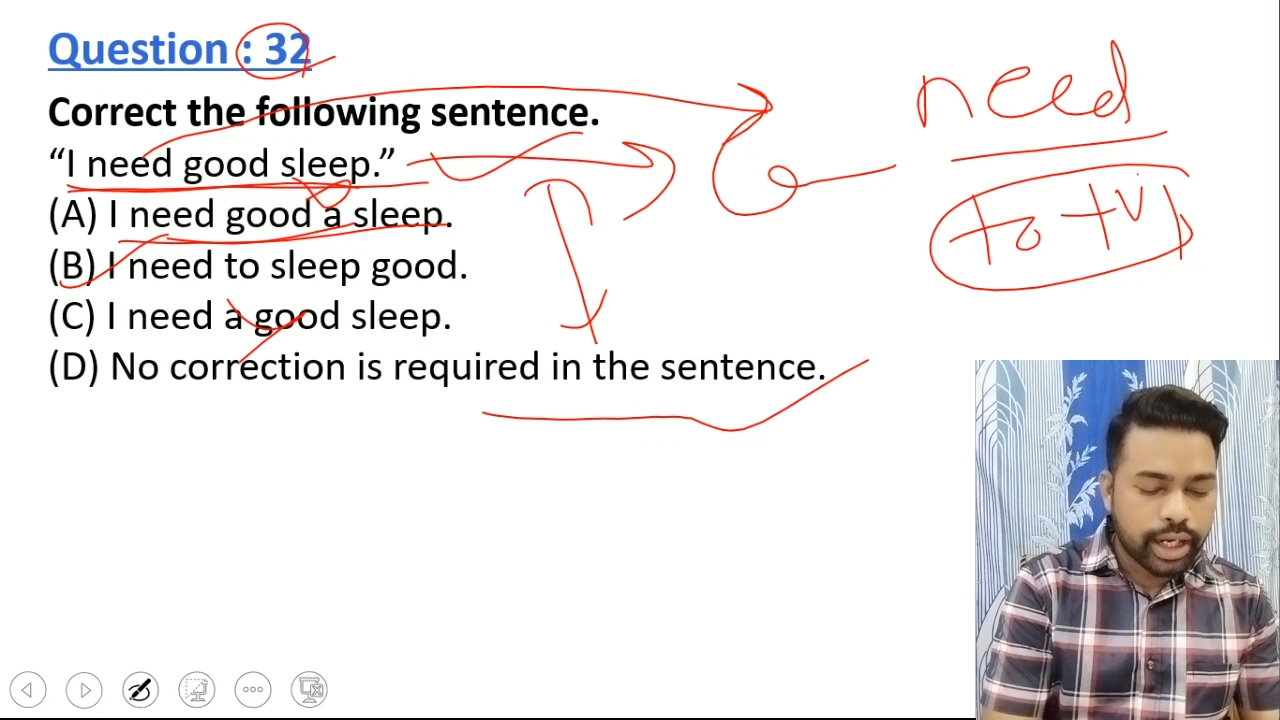 Question : 32
Correct the following sentence.
“I need good sleep.”
(A) I need good a sleep.
(B) I need to sleep good.
(C) I need a good sleep.
(D) No correction is required in the sentence.
need
to + V1